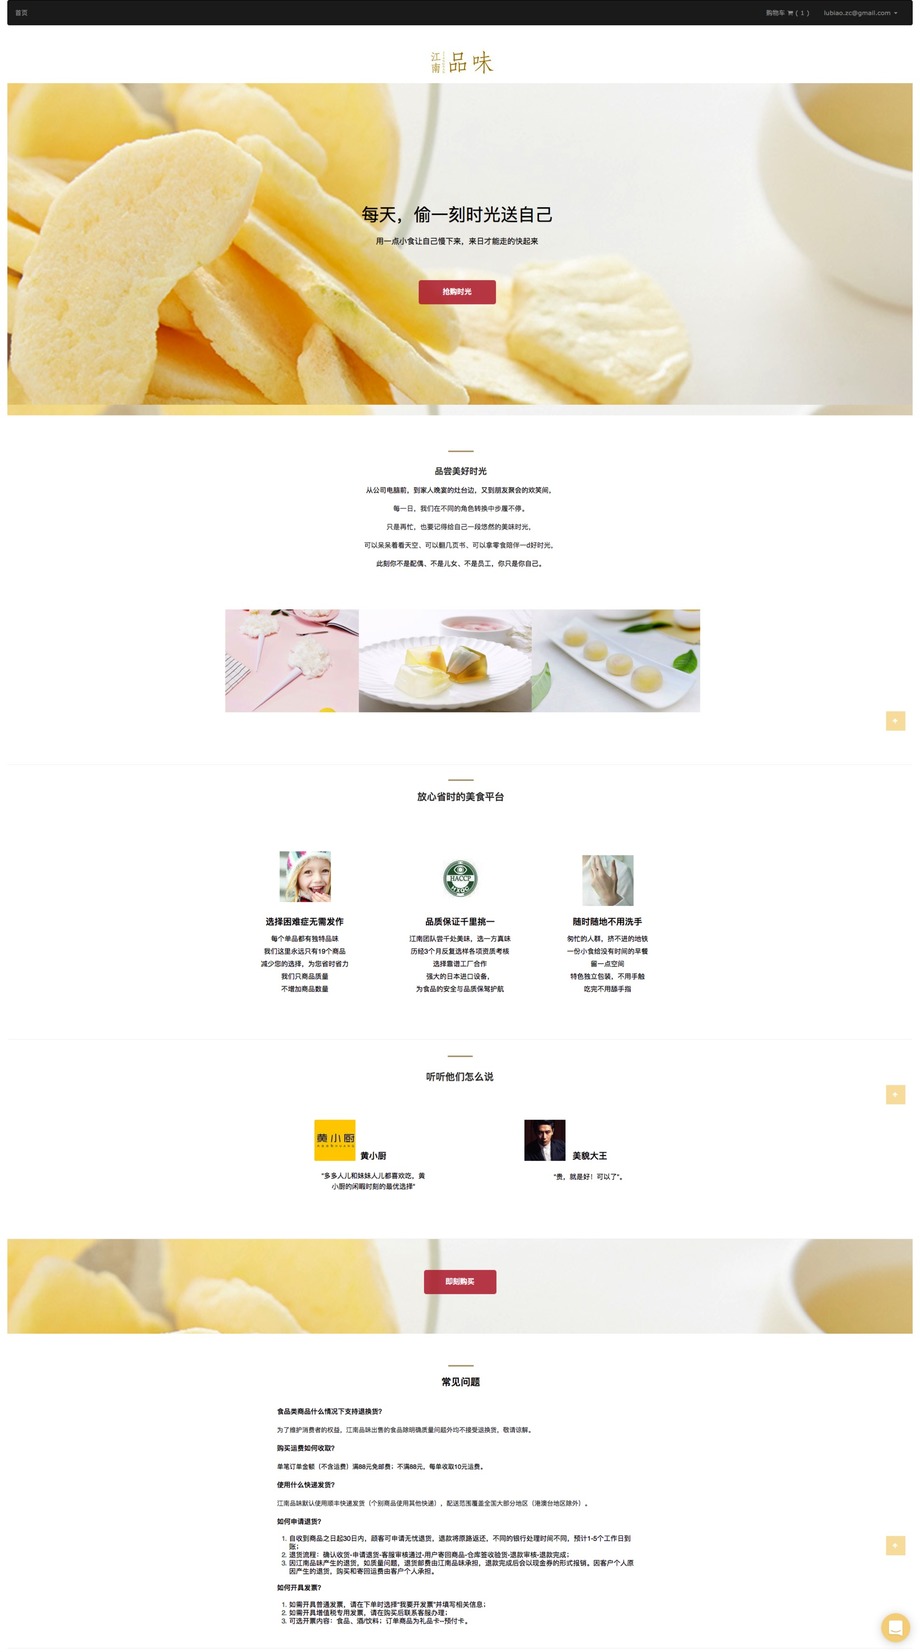 首页
购物车 ( 1 )
lubiao.zc@gmail.com
江南 品味
每天，偷一刻时光送自己
用一点小食让自己慢下来，来日才能走的快起来
抢购时光
品尝美好时光
从公司电脑前，到家人晚宴的灶台边，又到朋友聚会的欢笑间，
每一日，我们在不同的角色转换中步履不停。
只是再忙，也要记得给自己一段悠然的美味时光，
可以呆呆着看天空、可以翻几页书、可以拿零食陪伴一d好时光，
此刻你不是配偶、不是儿女、不是员工，你只是你自己。
放心省时的美食平台
HACCP
选择困难症无需发作
每个单品都有独特品味
我们这里永远只有19个商品
减少您的选择，为您省时省力
我们只商品质量
不增加商品数量
品质保证千里挑一
江南团队尝千处美味，选一方真味
历经3个月反复选样各项资质考核
选择靠谱工厂合作
强大的日本进口设备，
为食品的安全与品质保驾护航
随时随地不用洗手
匆忙的人群，挤不进的地铁
一份小食给没有时间的早餐
留一点空间
特色独立包装，不用手触
吃完不用舔手指
听听他们怎么说
黄小厨
黄小厨
“多多人儿和妹妹人儿都喜欢吃，黄
小厨的闲暇时刻的最优选择”
美貌大王
“贵，就是好！可以了”。
即刻购买
常见问题
食品类商品什么情况下支持退换货?
为了维护消费者的权益，江南品味出售的食品除明确质量问题外均不接受退换货，敬请谅解。
购买运费如何收取?
单笔订单金额（不含运费）满88元免邮费；不满88元，每单收取10元运费。
使用什么快递发货?
江南品味默认使用顺丰快递发货（个别商品使用其他快递），配送范围覆盖全国大部分地区（港澳台地区除外）。
如何申请退货?
1. 自收到商品之日起30日内，顾客可申请无忧退货，退款将原路返还，不同的银行处理时间不同，预计1-5个工作日到
账；
2. 退货流程：确认收货-申请退货-客服审核通过-用户寄回商品-仓库签收验货-退款审核-退款完成；
3. 因江南品味产生的退货，如质量问题，退货邮费由江南品味承担，退款完成后会以现金券的形式报销。因客户个人原
因产生的退货，购买和寄回运费由客户个人承担。
如何开具发票?
1. 如需开具普通发票，请在下单时选择“我要开发票”并填写相关信息；
2. 如需开具增值税专用发票，请在购买后联系客服办理；
3. 可选开票内容：食品、酒/饮料；订单商品为礼品卡--预付卡。